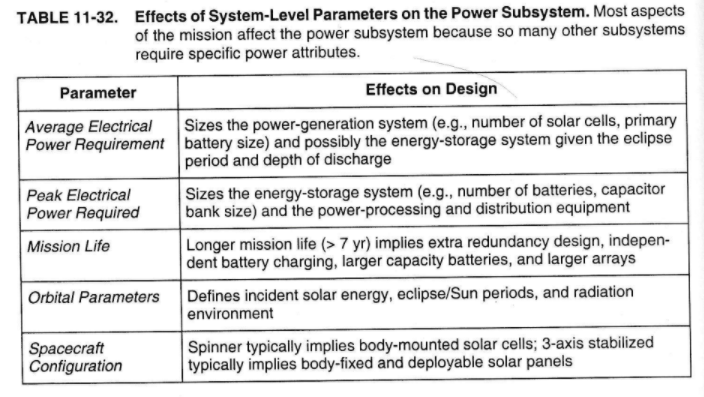 TABLE 11-32. Effects of System-Level Parameters on the Power Subsystem. Most aspects
of the mission affect the power subsystem because so many other subsystems
require specific power attributes.
Parameter Effects on Design
Average Electrical Power Requirement
Sizes the power-generation system (e.g., number of solar cells, primary
battery size) and possibly the energy-storage system given the eclipse
period and depth of discharge
Peak Electrical Power Required
Sizes the energy-storage system (e.g., number of batteries, capacitor
bank size) and the power-processing and distribution equipment
Mission Life
Longer mission life (> 7 yr) implies extra redundancy design, indepen-
dent battery charging, larger capacity batteries, and larger arrays
Orbital Parameters
Defines incident solar energy, eclipse/Sun periods, and radiation
environment
Spacecraft Configuration
Spinner typically implies body-mounted solar cells; 3-axis stabilized
typically implies body-fixed and deployable solar panels